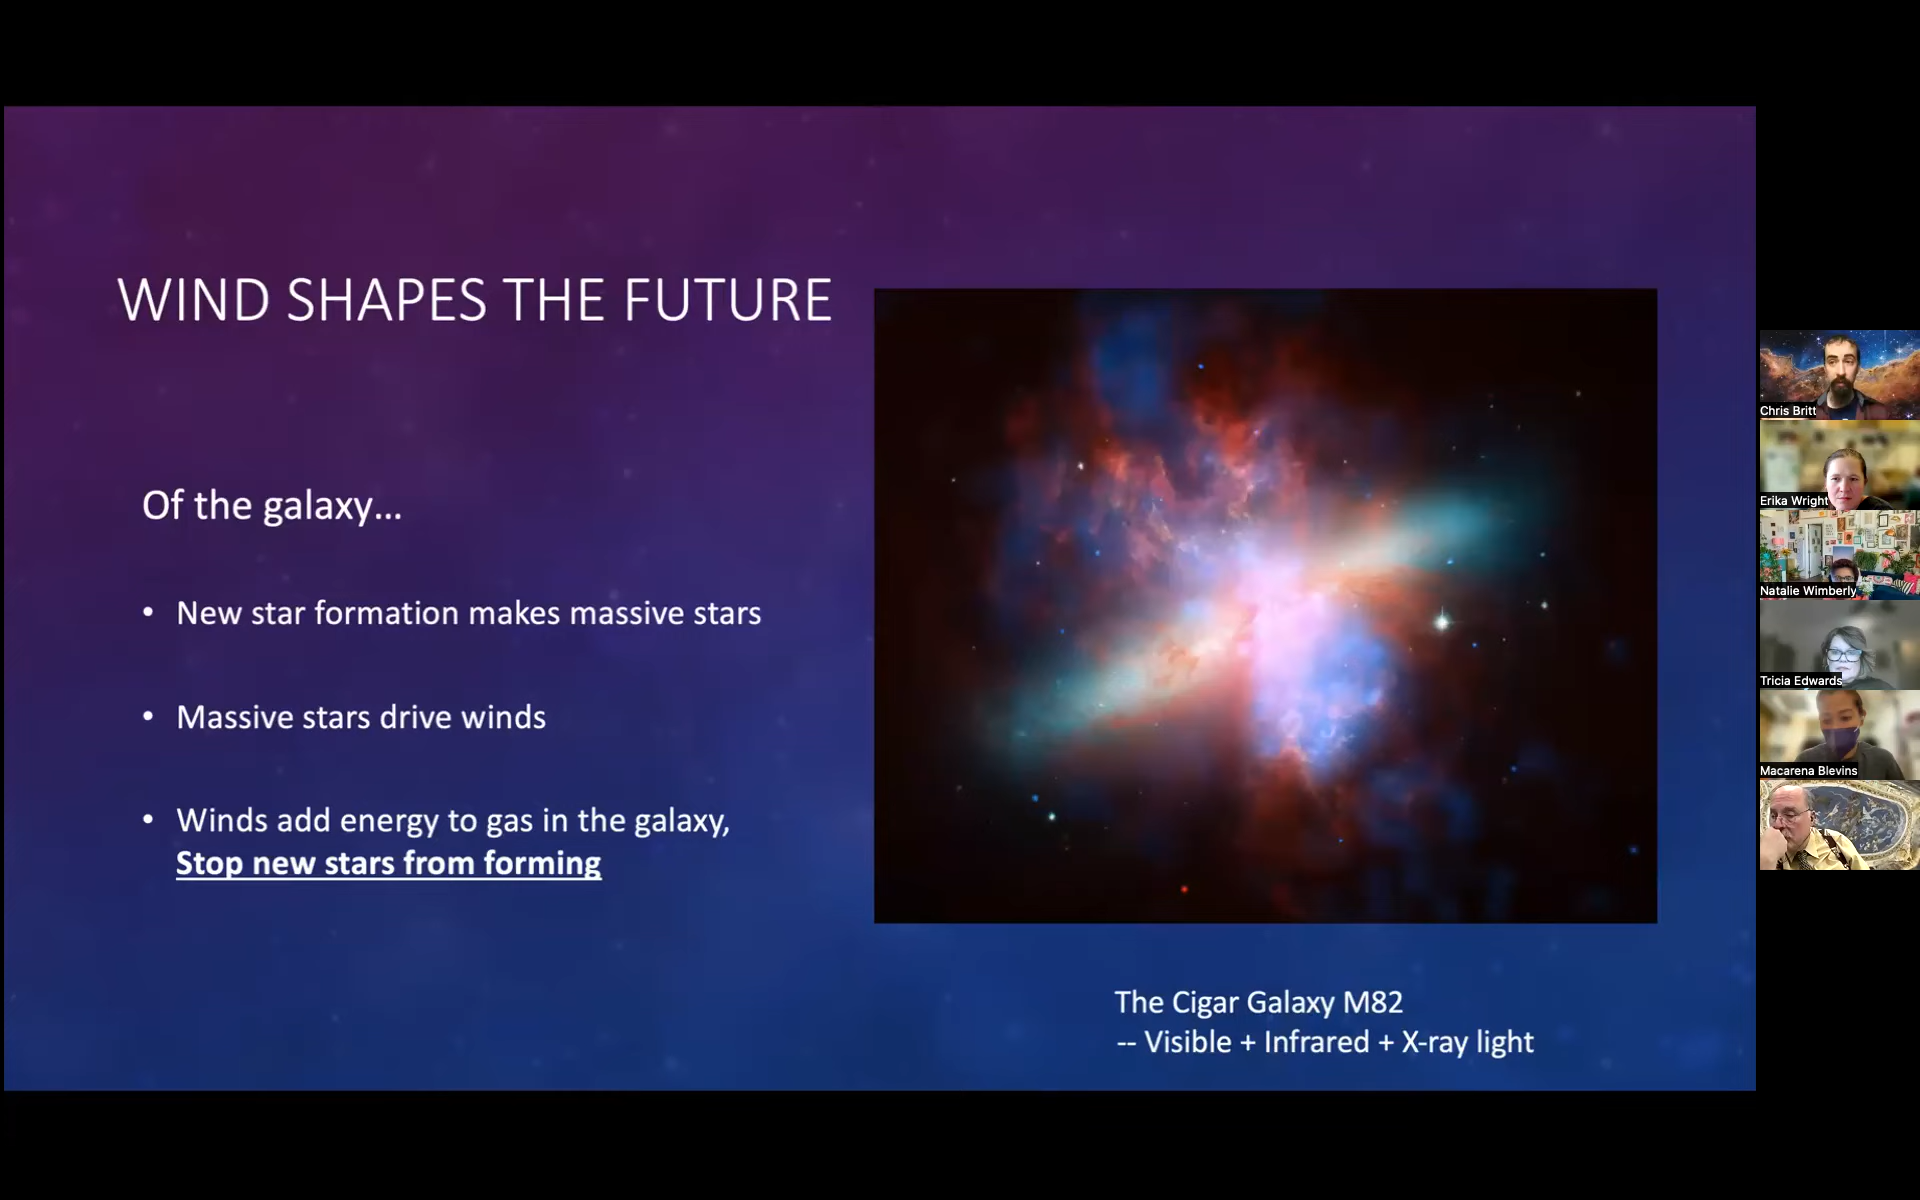 WIND SHAPES THE FUTURE
Of the galaxy...
• New star formation makes massive stars
• Massive stars drive winds
• Winds add energy to gas in the galaxy,
Stop new stars from forming
The Cigar Galaxy M82
-- Visible + Infrared + X-ray light
Chris Britt
Erika Wright
Natalie Wimberly
Tricia Edwards
Macarena Blevins